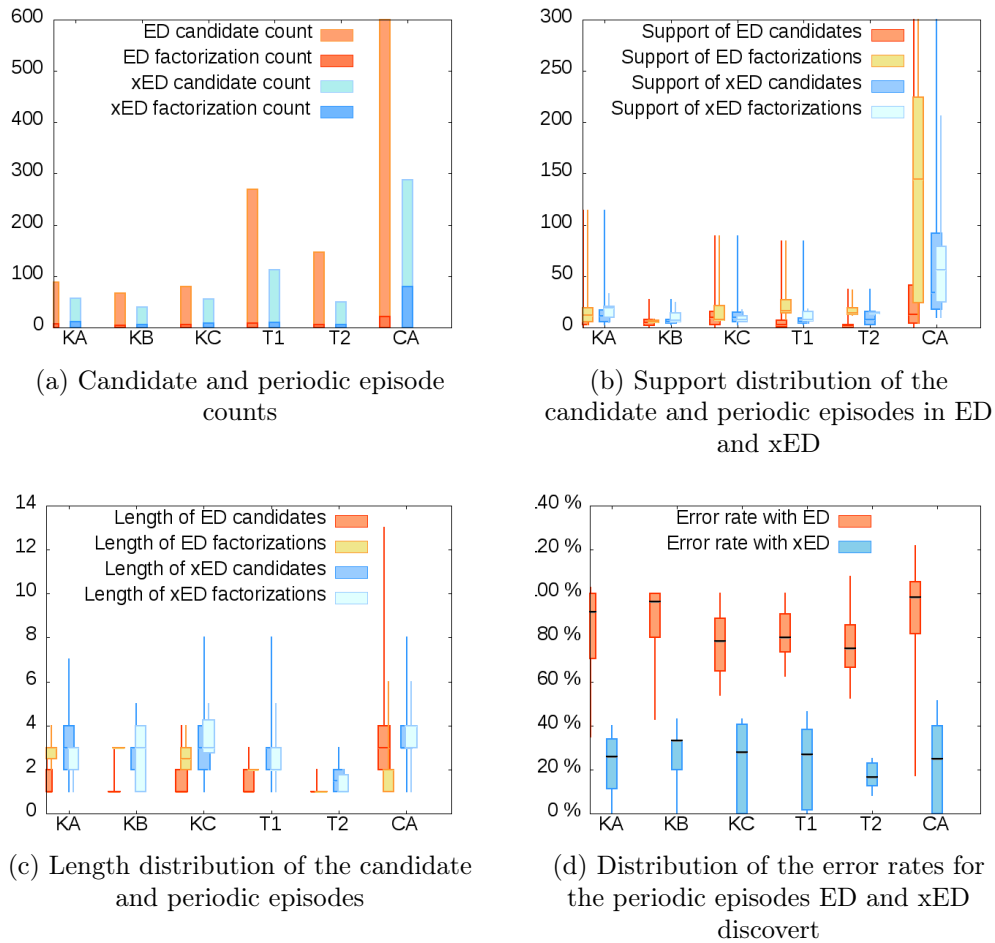 600
500
400
300
200
100
0
ED candidate count
ED factorization count
xED candidate count
xED factorization count
KA KB KC T1 T2 CA
(a) Candidate and periodic episode
counts
300
250
200
150
100
50
0
Support of ED candidates
Support of ED factorizations
Support of xED candidates
Support of xED factorizations
KA KB KC T1 T2 CA
(b) Support distribution of the
candidate and periodic episodes in ED
and xED
14
12
10
8
6
4
2
0
Length of ED candidates
Length of ED factorizations
Length of xED candidates
Length of xED factorizations
KA KB KC T1 T2 CA
(c) Length distribution of the candidate
and periodic episodes
40 %
20 %
00 %
80 %
60 %
40 %
20 %
0 %
Error rate with ED
Error rate with xED
KA KB KC T1 T2 CA
(d) Distribution of the error rates for
the periodic episodes ED and xED
discovert